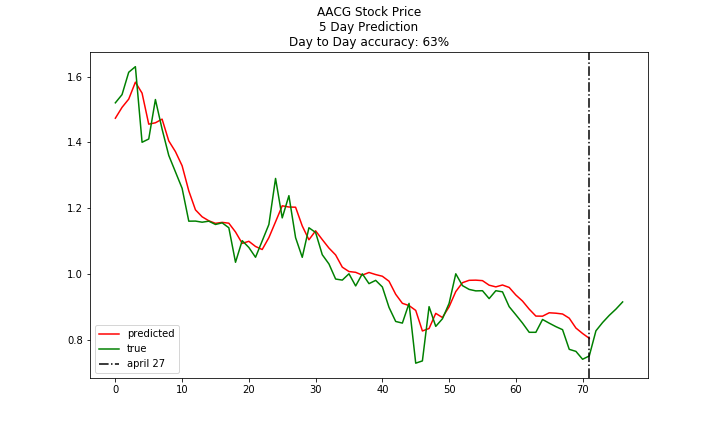 AACG Stock Price
5 Day Prediction
Day to Day accuracy: 63%
1.6
1.4
1.2
1.0
0.8
predicted
true
april 27
0 10 20 30 40 50 60 70